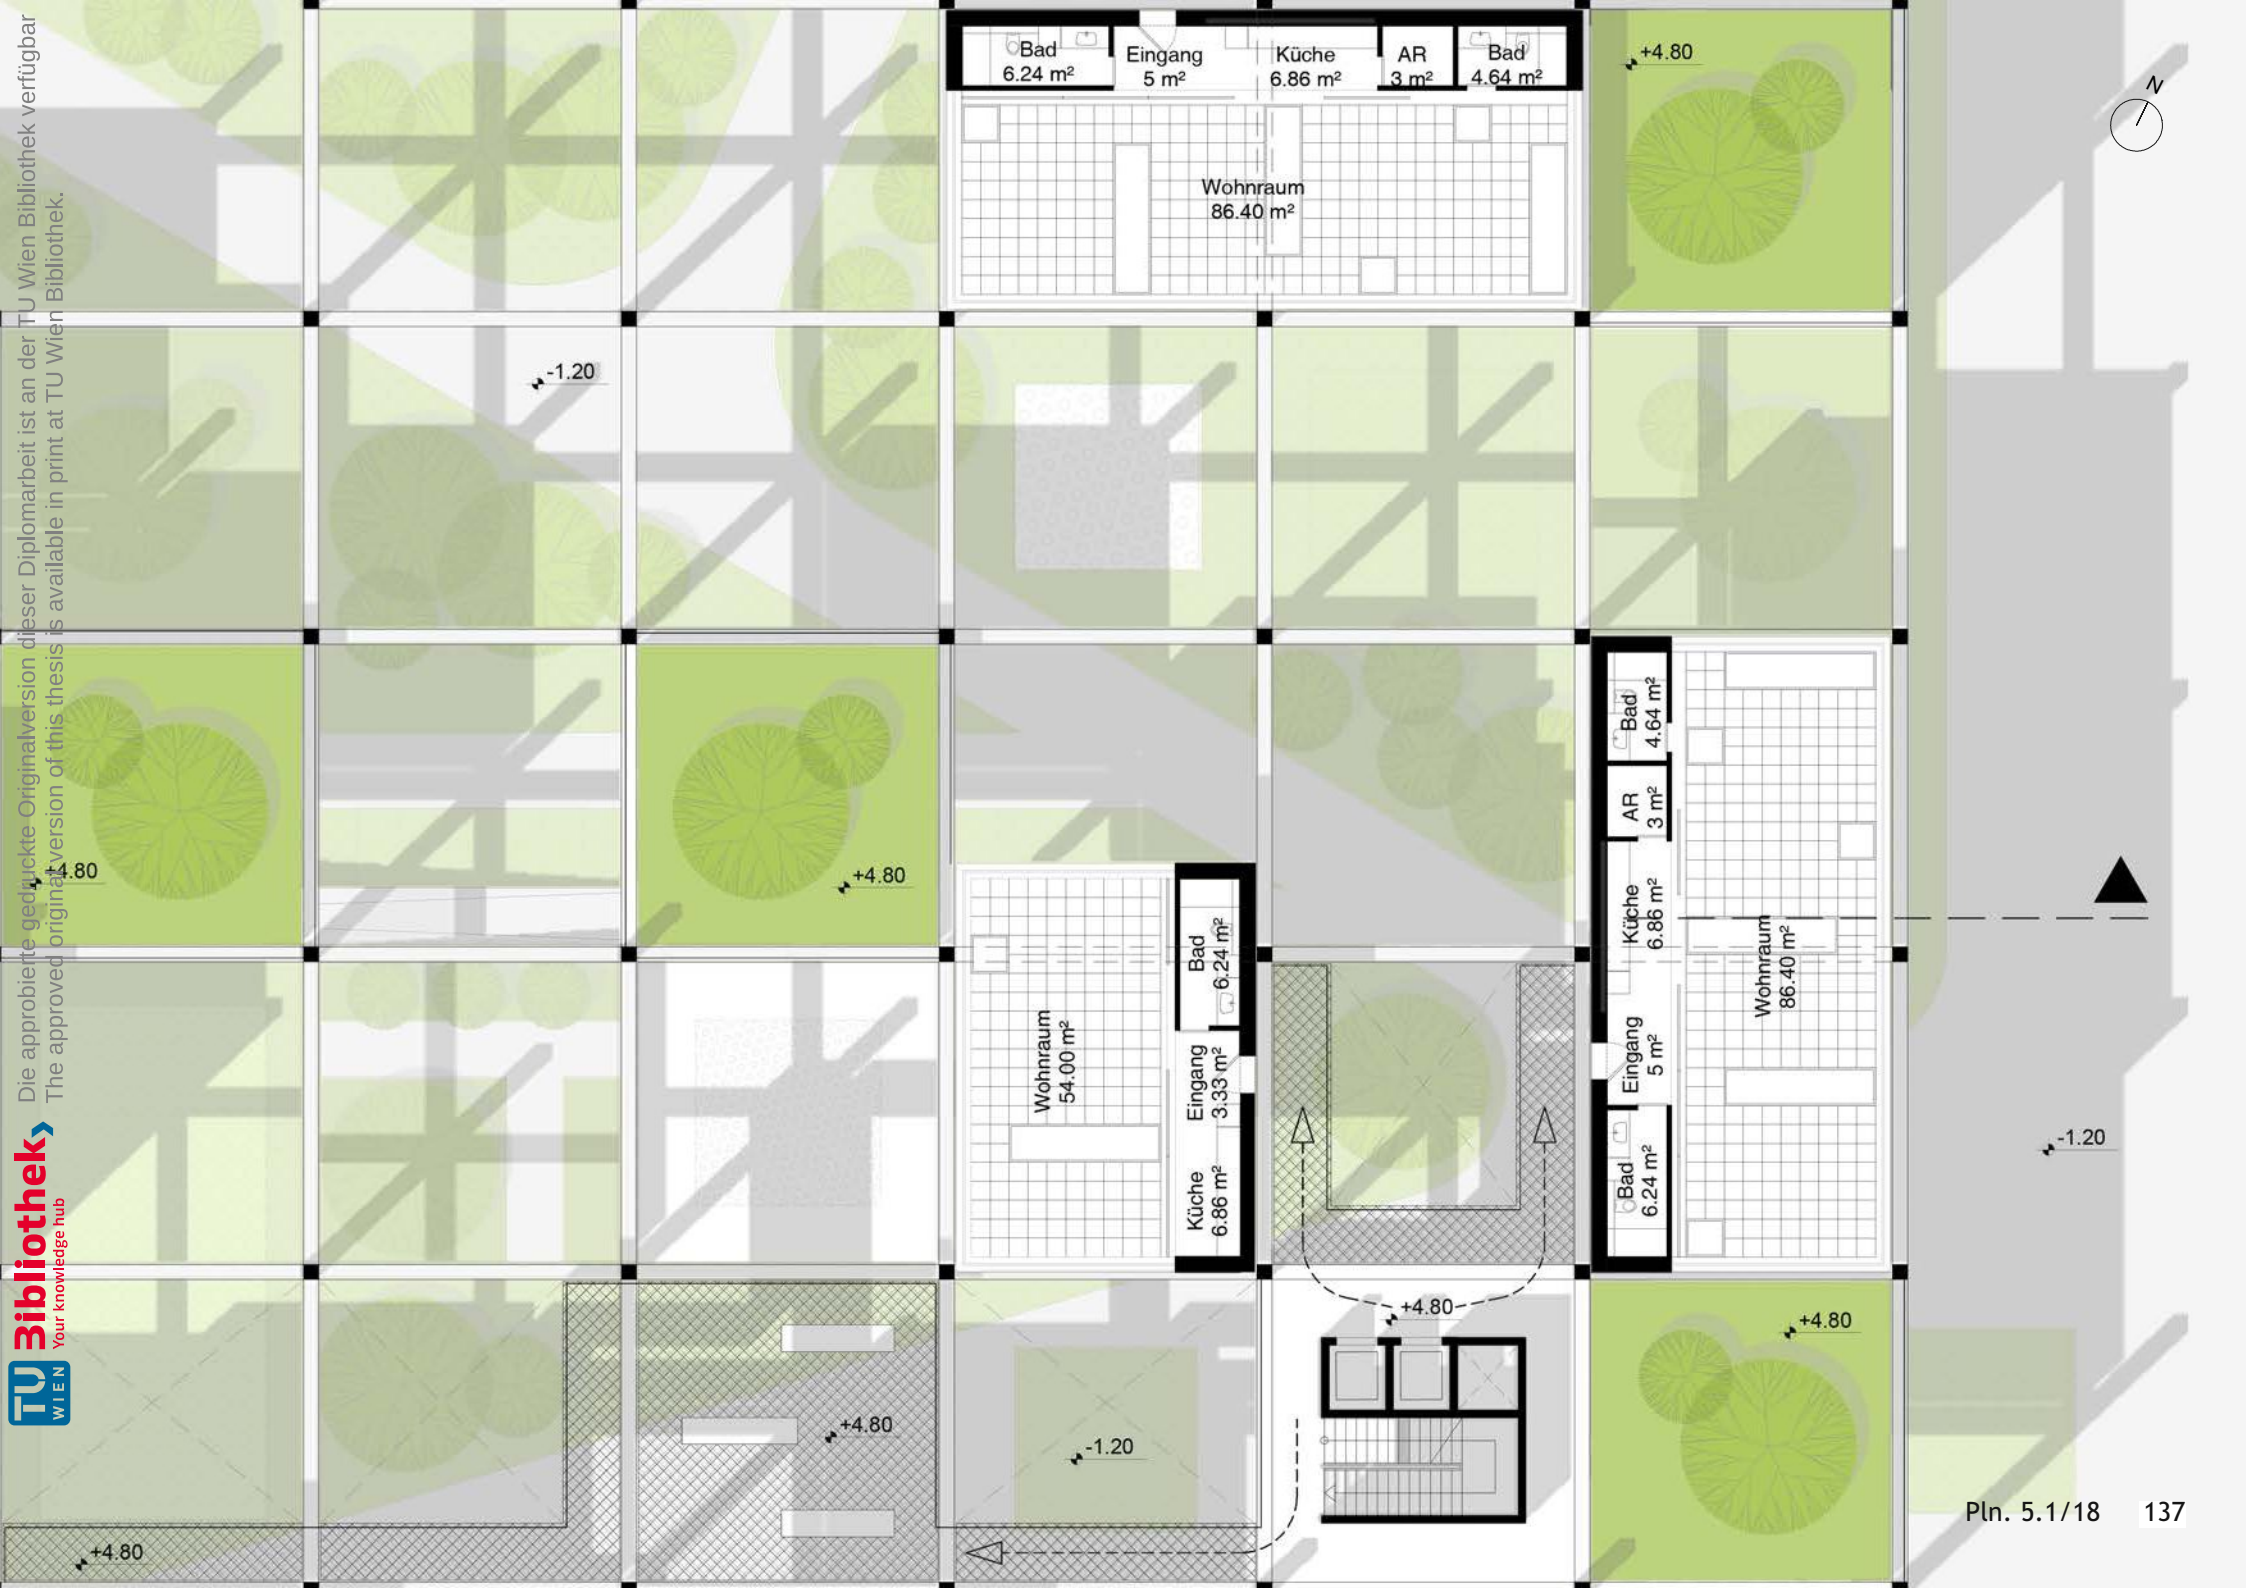 Die approbierte gedruckte Originalversion dieser Diplomarbeit ist an der TU Wien Bibliothek verfügbar
The approved original version of this thesis is available in print at TU Wien Bibliothek.
TU Bibliothek
WIEN Your knowledge hub
Bad
6.24 m²
Eingang
5 m²
Küche
6.86 m²
AR
3 m²
Bad
4.64 m²
Wohnraum
86.40 m²
+4.80
N
-1.20
+4.80
+4.80
Bad
4.64 m²
AR
3 m²
Küche
6.86 m²
Wohnraum
86.40 m²
Eingang
5 m²
Bad
6.24 m²
Wohnraum
54.00 m²
Bad
6.24 m²
Eingang
3.33 m²
Küche
6.86 m²
-1.20
+4.80
+4.80
+4.80
-1.20
+4.80
Pln. 5.1/18 137